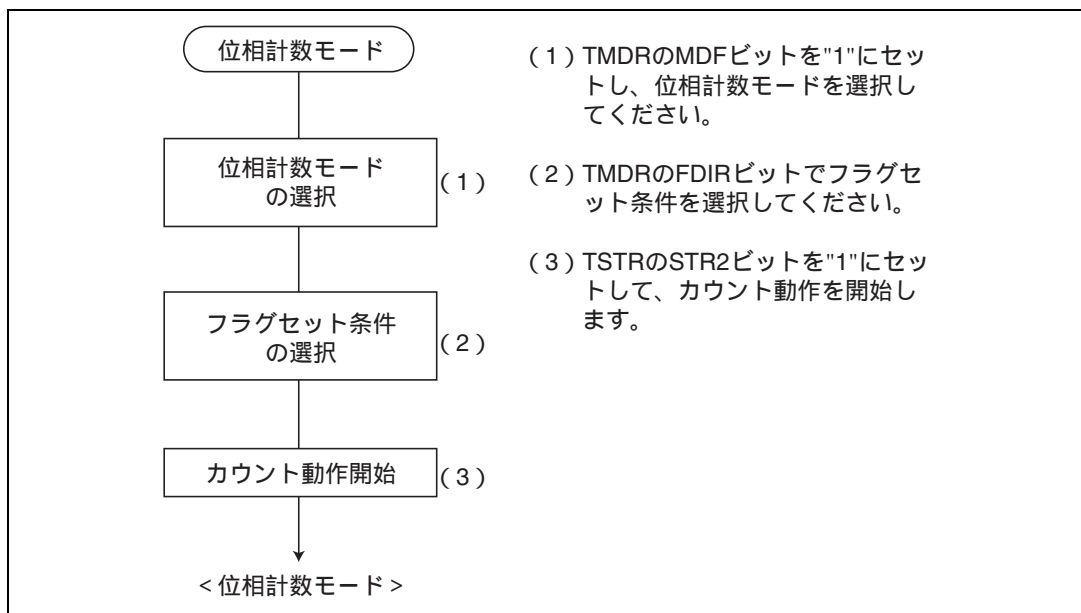 位相計数モード
位相計数モード
の選択
(1)
フラグセット条件
の選択
(2)
カウント動作開始
(3)
<位相計数モード>
(1)TMDRのMDFビットを"1"にセッ
トし、位相計数モードを選択し
てください。
(2)TMDRのFDIRビットでフラグセ
ット条件を選択してください。
(3)TSTRのSTR2ビットを"1"にセッ
トして、カウント動作を開始し
ます。